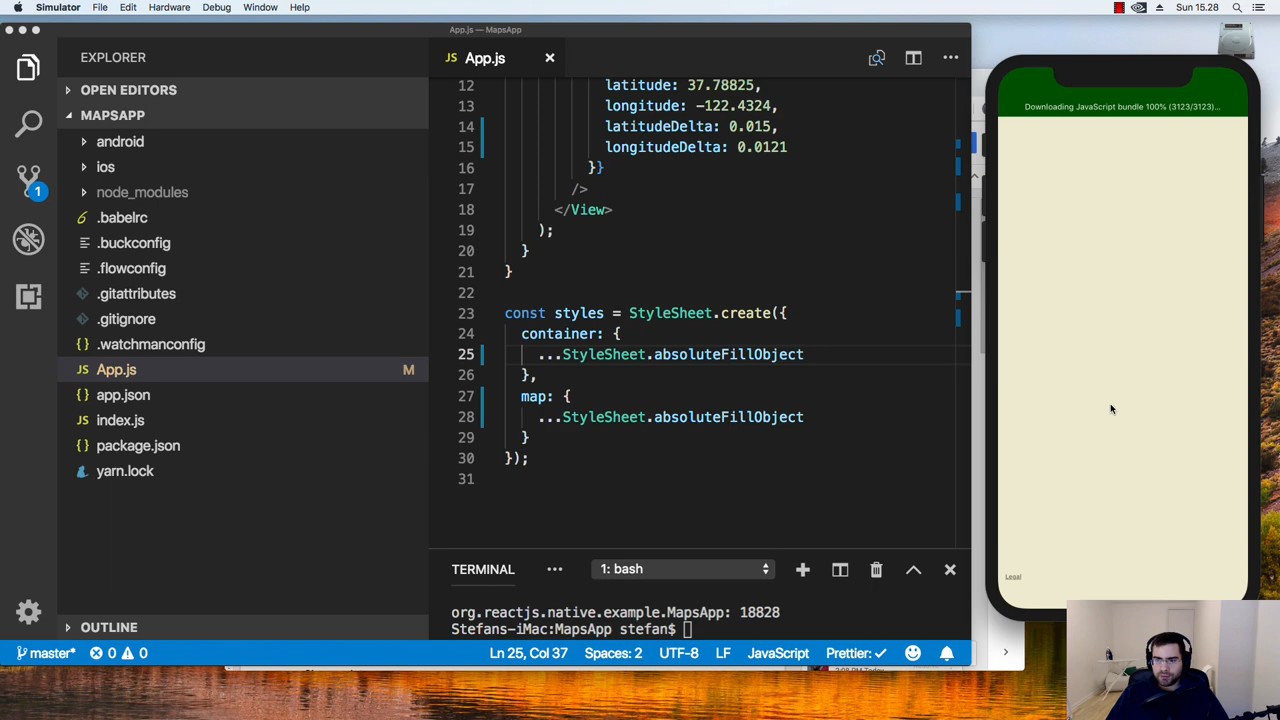 Simulator File Edit Hardware Debug Window Help Sun 15.28
App.js — MapsApp
EXPLORER
OPEN EDITORS
MAPSAPP
android
ios
node_modules
.babelrc
.buckconfig
.flowconfig
.gitattributes
.gitignore
.watchmanconfig
JS App.js M
app.json
JS index.js
package.json
yarn.lock
OUTLINE
1
JS App.js
12 latitude: 37.78825,
13 longitude: -122.4324,
14 latitudeDelta: 0.015,
15 longitudeDelta: 0.0121
16 }}
17 />
18 </View>
19 );
20 }
21 }
22
23 const styles = StyleSheet.create({
24 container: {
25 ...StyleSheet.absoluteFillObject
26 },
27 map: {
28 ...StyleSheet.absoluteFillObject
29 }
30 });
31
TERMINAL 1: bash
org.reactjs.native.example.MapsApp: 18828
Stefans-iMac:MapsApp stefan$
master* 0 0 Ln 25, Col 37 Spaces: 2 UTF-8 LF JavaScript Prettier: ✓
Downloading JavaScript bundle 100% (3123/3123)...
Legal